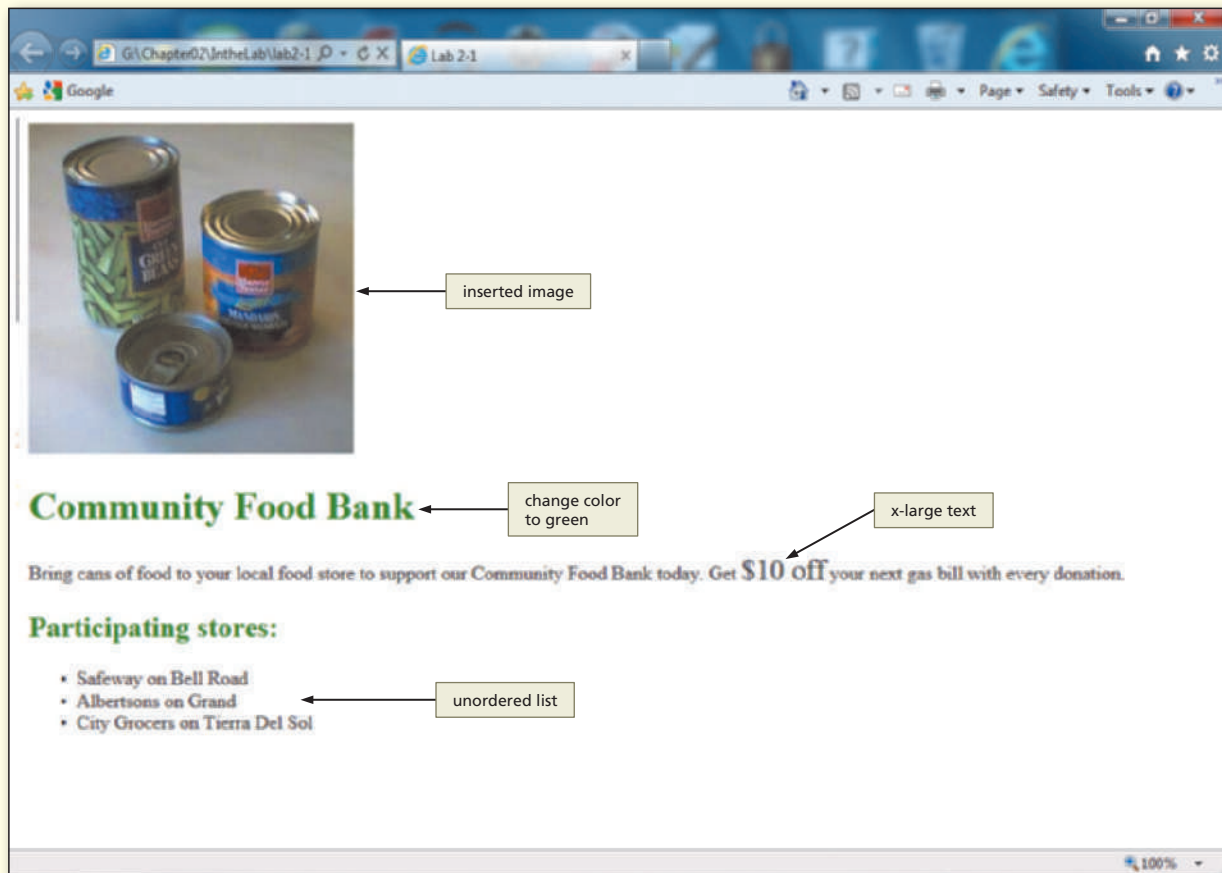 G:\Chapter02\IntheLab\lab2-1
Lab 2-1
Google
Page
Safety
Tools
GREEN
BEANS
MANDARIN
inserted image
Community Food Bank
change color
to green
x-large text
Bring cans of food to your local food store to support our Community Food Bank today. Get $10 off your next gas bill with every donation.
Participating stores:
• Safeway on Bell Road
• Albertsons on Grand
unordered list
• City Grocers on Tierra Del Sol
100%